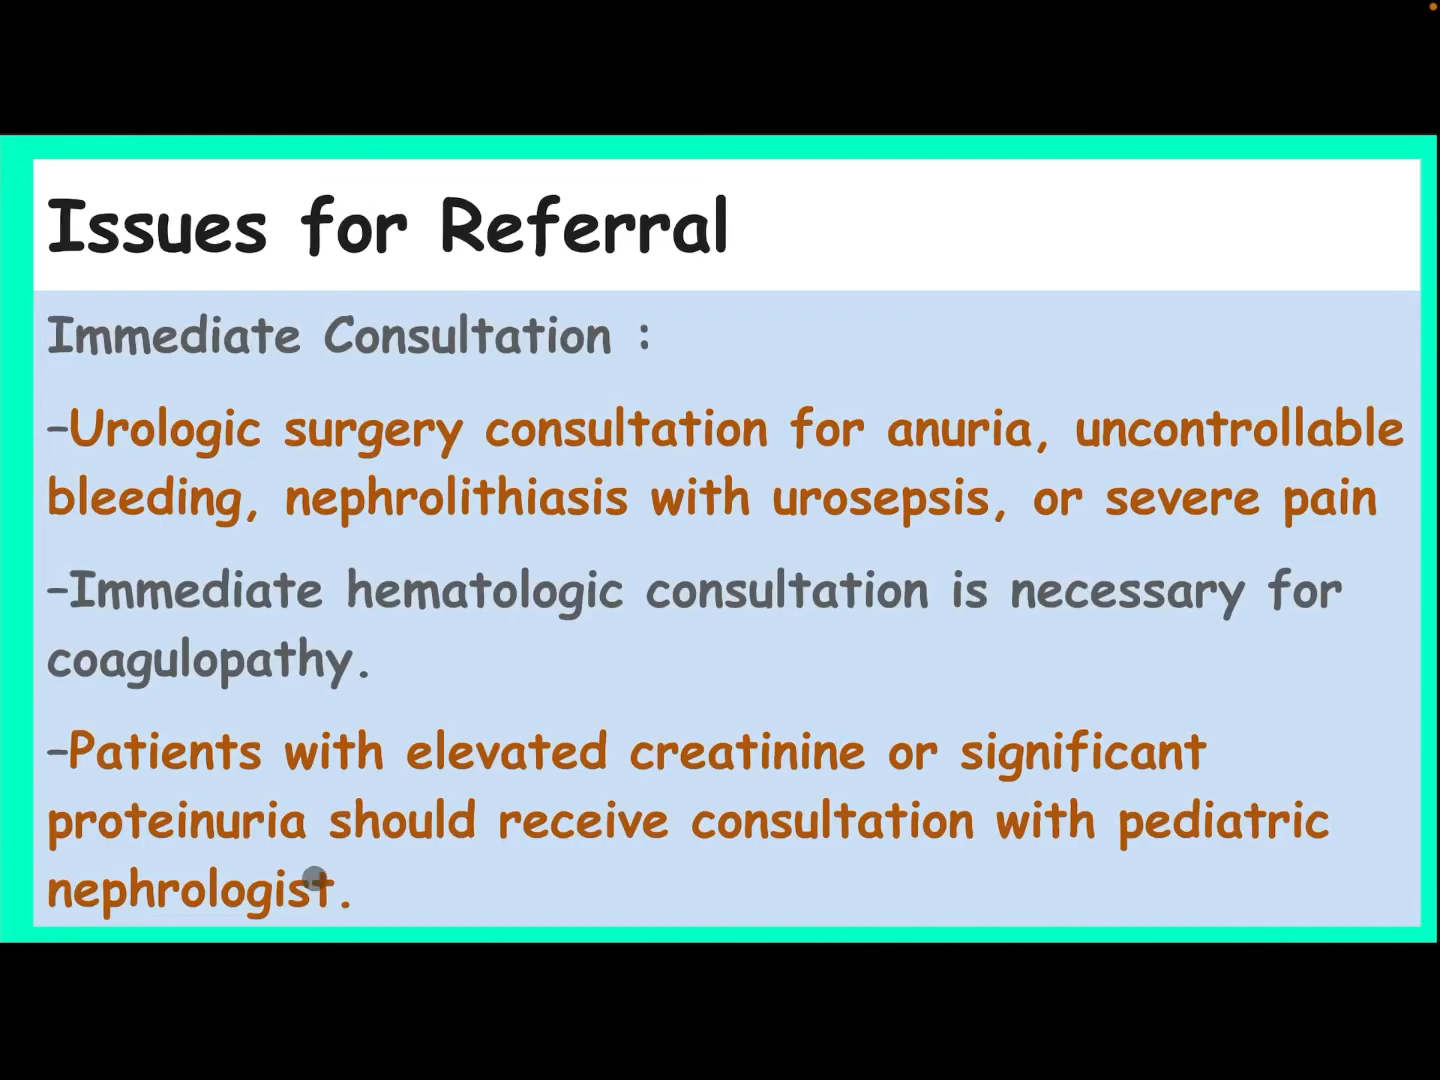 Issues for Referral
Immediate Consultation :
–Urologic surgery consultation for anuria, uncontrollable
bleeding, nephrolithiasis with urosepsis, or severe pain
–Immediate hematologic consultation is necessary for
coagulopathy.
–Patients with elevated creatinine or significant
proteinuria should receive consultation with pediatric
nephrologist.